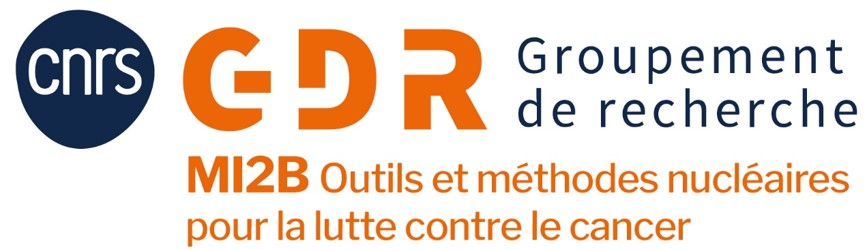 cnrs
GDR
Groupement
de recherche
MI2B Outils et méthodes nucléaires
pour la lutte contre le cancer